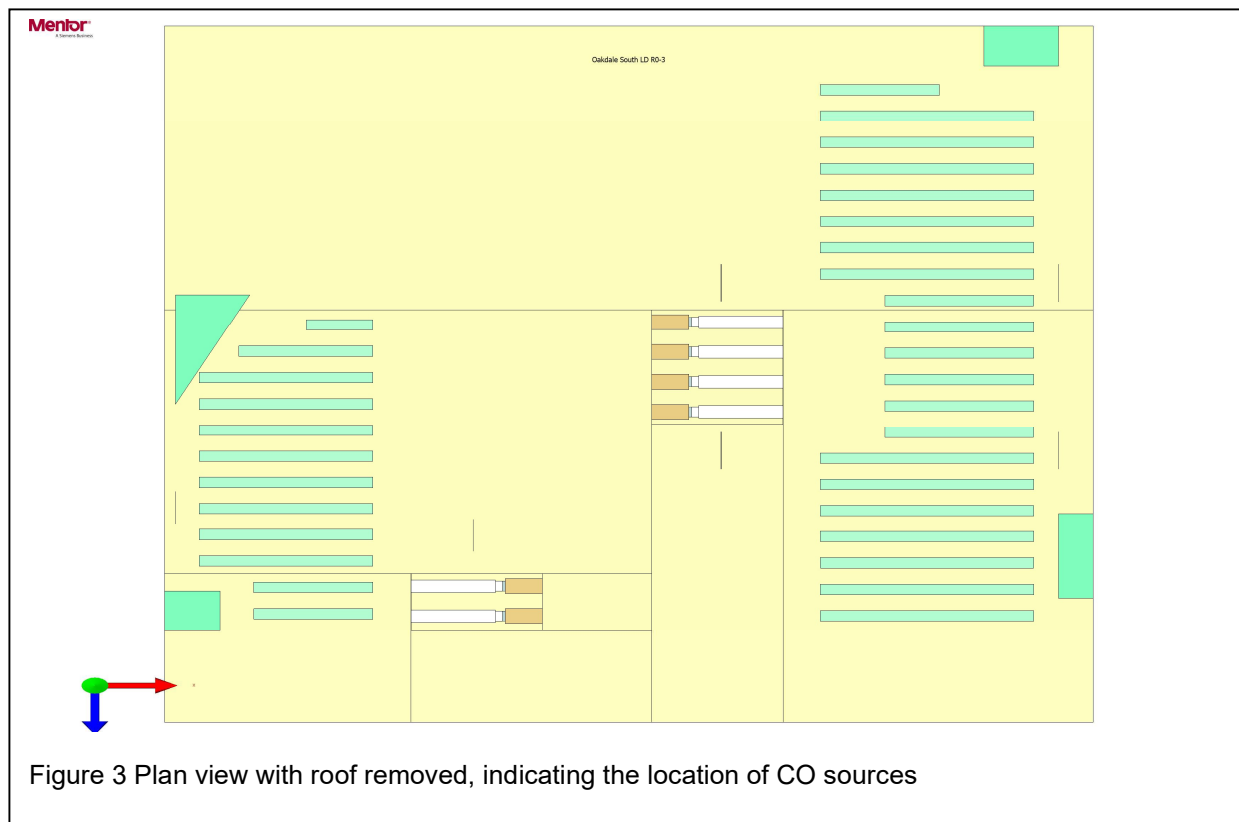 Mentor®
A Siemens Business
Oakdale South LD R0-3
Figure 3 Plan view with roof removed, indicating the location of CO sources